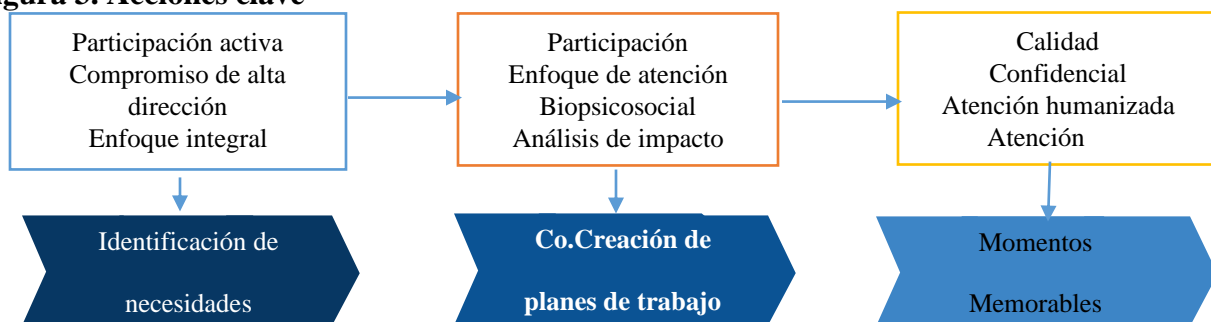 Participación activa
Compromiso de alta
dirección
Enfoque integral
Participación
Enfoque de atención
Biopsicosocial
Análisis de impacto
Calidad
Confidencial
Atención humanizada
Atención
Identificación de
necesidades
Co.Creación de
planes de trabajo
Momentos
Memorables